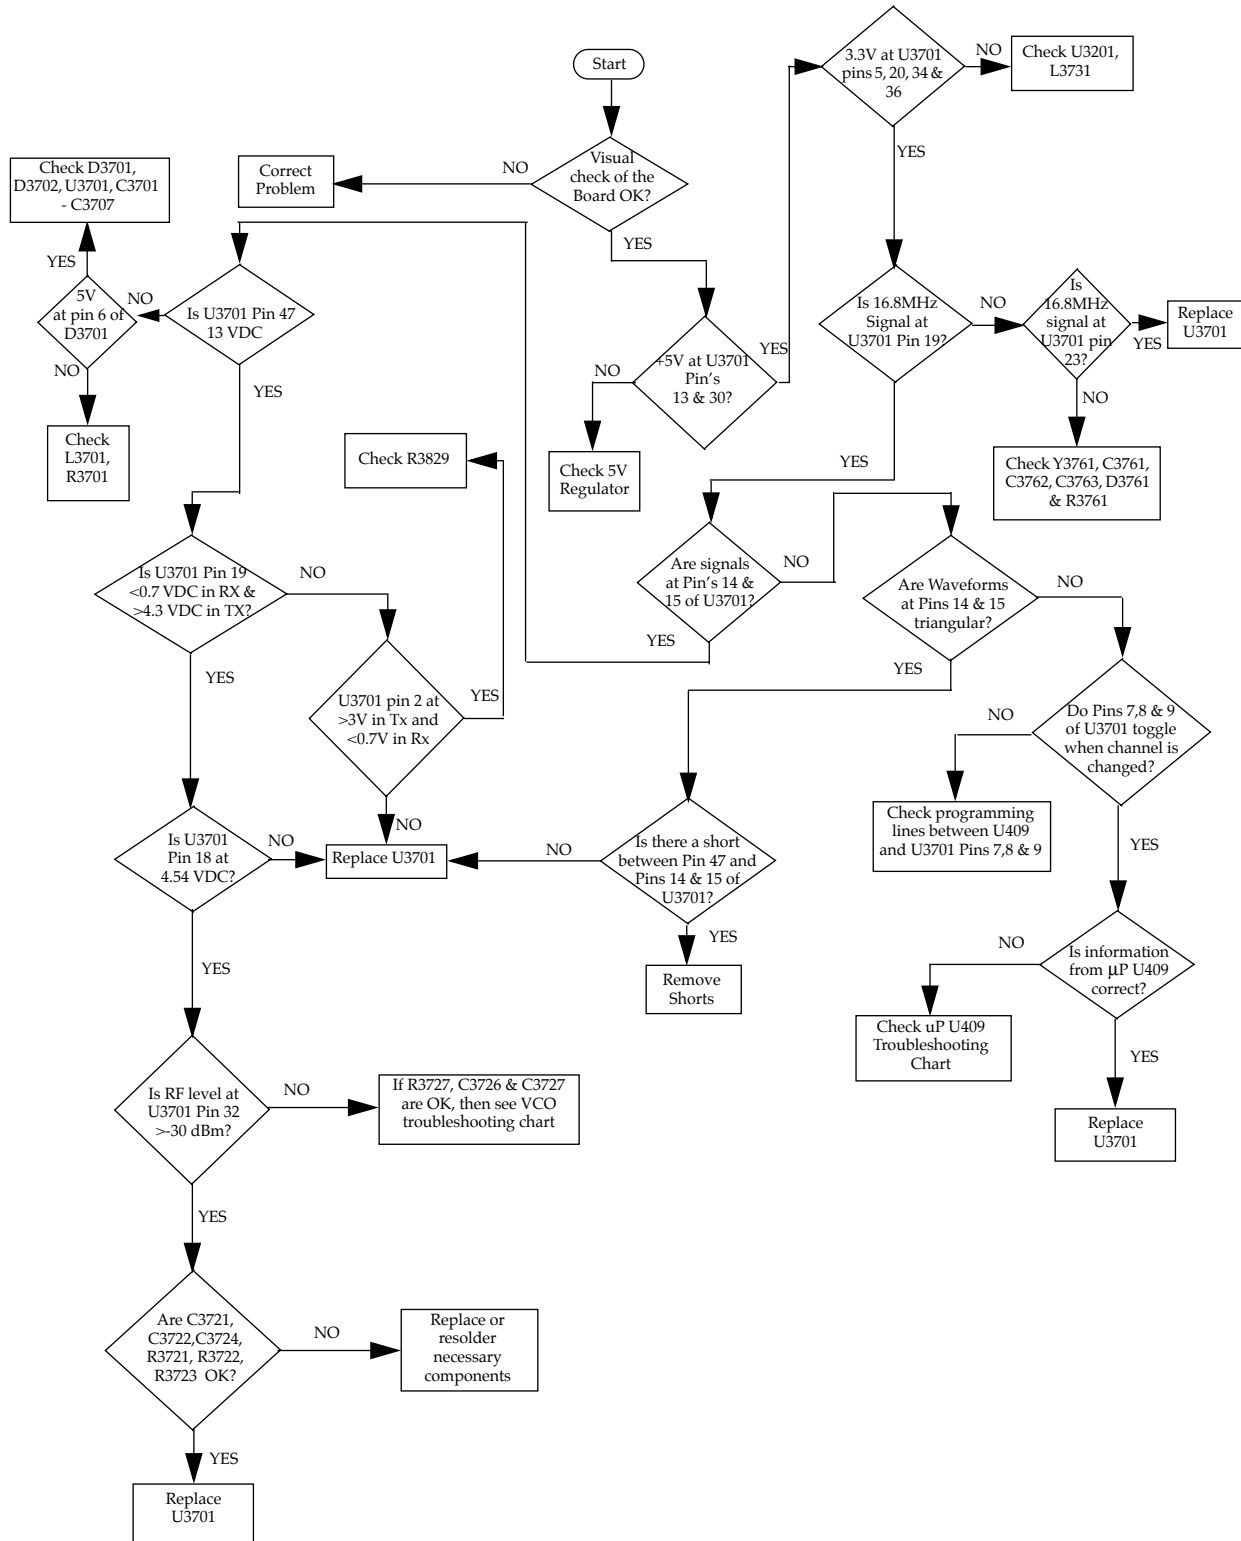 Start
3.3V at U3701
pins 5, 20, 34 &
36
NO
Check U3201,
L3731
YES
Visual
check of the
Board OK?
NO
Correct
Problem
YES
Check D3701,
D3702, U3701, C3701
- C3707
YES
5V
at pin 6 of
D3701
NO
Is U3701 Pin 47
13 VDC
NO
Check
L3701,
R3701
YES
+5V at U3701
Pin's
13 & 30?
YES
NO
Check 5V
Regulator
Is 16.8MHz
Signal at
U3701 Pin 19?
NO
Is
16.8MHz
signal at
U3701 pin
23?
YES
Replace
U3701
NO
Check Y3761, C3761,
C3762, C3763, D3761
& R3761
YES
Check R3829
Are signals
at Pin's 14 &
15 of U3701?
NO
YES
Are Waveforms
at Pins 14 & 15
triangular?
NO
YES
Is U3701 Pin 19
<0.7 VDC in RX &
>4.3 VDC in TX?
NO
YES
U3701 pin 2 at
>3V in Tx and
<0.7V in Rx
YES
NO
Do Pins 7,8 & 9
of U3701 toggle
when channel is
changed?
NO
Check programming
lines between U409
and U3701 Pins 7,8 & 9
YES
Is U3701
Pin 18 at
4.54 VDC?
NO
Replace U3701
NO
Is there a short
between Pin 47 and
Pins 14 & 15 of
U3701?
YES
Remove
Shorts
YES
Is information
from μP U409
correct?
NO
Check uP U409
Troubleshooting
Chart
YES
Replace
U3701
Is RF level at
U3701 Pin 32
>-30 dBm?
NO
If R3727, C3726 & C3727
are OK, then see VCO
troubleshooting chart
YES
Are C3721,
C3722,C3724,
R3721, R3722,
R3723 OK?
NO
Replace or
resolder
necessary
components
YES
Replace
U3701